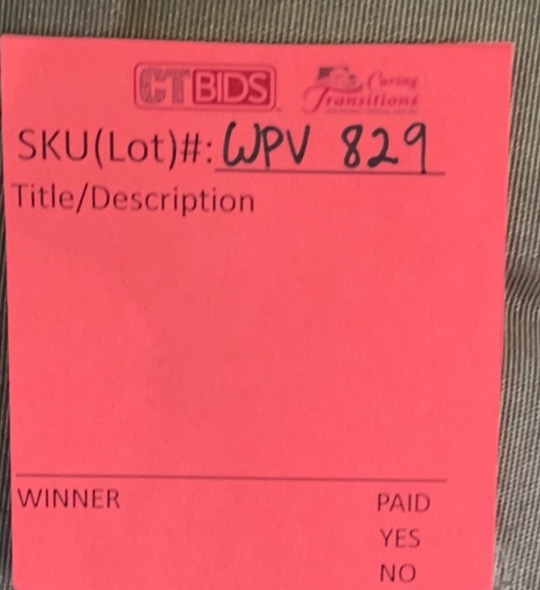 CTBIDS Caring Transitions
SKU(Lot)#: WPV 829
Title/Description
WINNER PAID
YES
NO